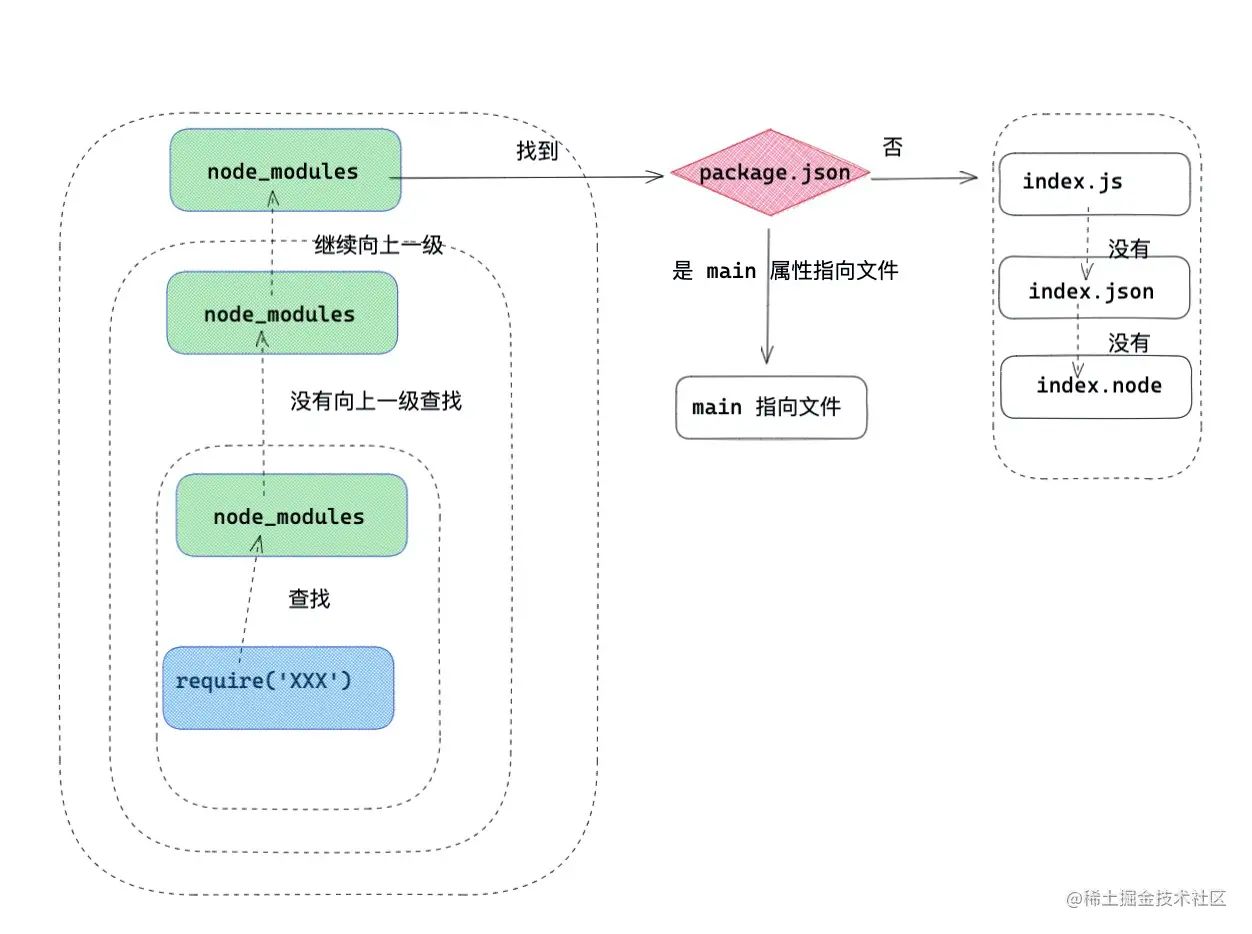 node_modules
找到
package.json
否
index.js
继续向上一级
没有
是 main 属性指向文件
index.json
node_modules
没有
index.node
没有向上一级查找
main 指向文件
node_modules
查找
require('XXX')
@稀土掘金技术社区